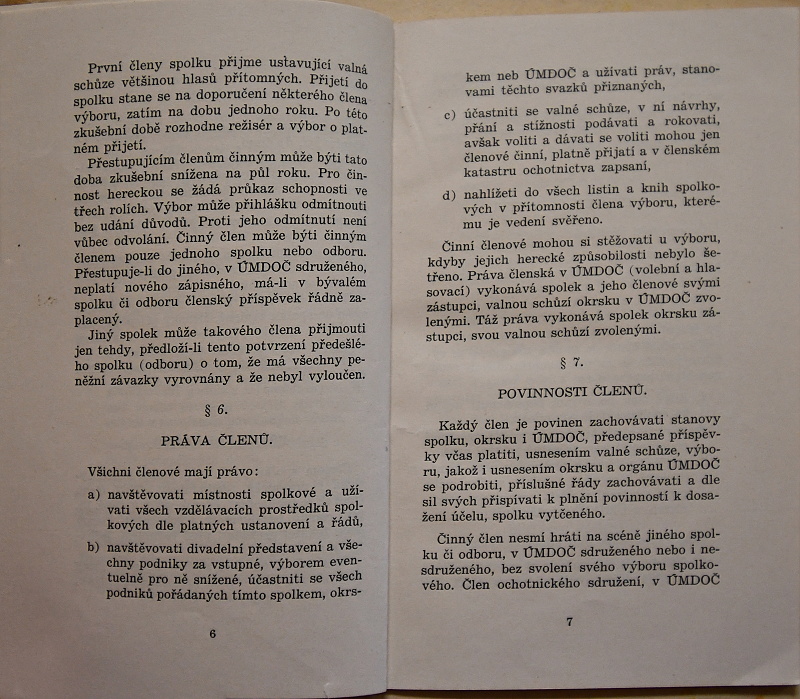 První členy spolku přijme ustavující valná
schůze většinou hlasů přítomných. Přijetí do
spolku stane se na doporučení některého člena
výboru, zatím na dobu jednoho roku. Po této
zkušební době rozhodne režisér a výbor o plat-
ném přijetí.
Přestupujícím členům činným může býti tato
doba zkušební snížena na půl roku. Pro čin-
nost hereckou se žádá průkaz schopnosti ve
třech rolích. Výbor může přihlášku odmítnouti
bez udání důvodů. Proti jeho odmítnutí není
vůbec odvolání. Činný člen může býti činným
členem pouze jednoho spolku nebo odboru.
Přestupuje-li do jiného, v ÚMDOČ sdruženého,
neplatí nového zápisného, má-li v bývalém
spolku či odboru členský příspěvek řádně za-
placený.
Jiný spolek může takového člena přijmouti
jen tehdy, předloží-li tento potvrzení předešlé-
ho spolku (odboru) o tom, že má všechny pe-
něžní závazky vyrovnány a že nebyl vyloučen.
§ 6.
PRÁVA ČLENŮ.
Všichni členové mají právo:
a) navštěvovati místnosti spolkové a uží-
vati všech vzdělávacích prostředků spol-
kových dle platných ustanovení a řádů,
b) navštěvovati divadelní představení a vše-
chny podniky za vstupné, výborem even-
tuelně pro ně snížené, účastniti se všech
podniků pořádaných tímto spolkem, okrs-
6
kem neb ÚMDOČ a užívati práv, stano-
vami těchto svazků přiznaných,
c) účastniti se valné schůze, v ní návrhy,
přání a stížnosti podávati a rokovati,
avšak voliti a dávati se voliti mohou jen
členové činní, platně přijatí a v členském
katastru ochotnictva zapsaní,
d) nahlížeti do všech listin a knih spolko-
vých v přítomnosti člena výboru, které-
mu je vedení svěřeno.
Činní členové mohou si stěžovati u výboru,
kdyby jejich herecké způsobilosti nebylo še-
třeno. Práva členská v ÚMDOČ (volební a hla-
sovací) vykonává spolek a jeho členové svými
zástupci, valnou schůzí okrsku v ÚMDOČ zvo-
lenými. Táž práva vykonává spolek okrsku zá-
stupci, svou valnou schůzí zvolenými.
§ 7.
POVINNOSTI ČLENŮ.
Každý člen je povinen zachovávati stanovy
spolku, okrsku i ÚMDOČ, předepsané příspěv-
ky včas platiti, usnesením valné schůze, výbo-
ru, jakož i usnesením okrsku a orgánu ÚMDOČ
se podrobiti, příslušné řády zachovávati a dle
sil svých přispívati k plnění povinností k dosa-
žení účelu, spolku vytčeného.
Činný člen nesmí hráti na scéně jiného spol-
ku či odboru, v ÚMDOČ sdruženého nebo i ne-
sdruženého, bez svolení svého výboru spolko-
vého. Člen ochotnického sdružení, v ÚMDOČ
7